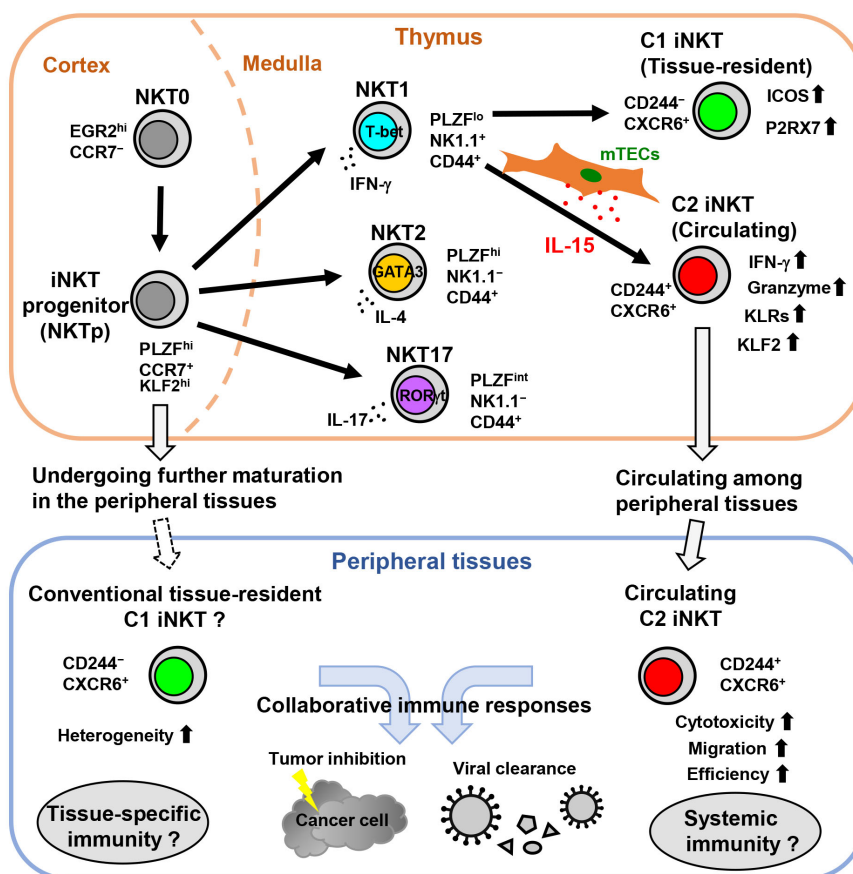 Thymus
Cortex
Medulla
NKT0
EGR2ʰⁱ
CCR7⁻
iNKT
progenitor
(NKTp)
PLZFʰⁱ
CCR7⁺
KLF2ʰⁱ
NKT1
T-bet
IFN-γ
PLZFˡᵒ
NK1.1⁺
CD44⁺
NKT2
GATA3
IL-4
PLZFʰⁱ
NK1.1⁻
CD44⁺
NKT17
RORγt
IL-17
PLZFⁱⁿᵗ
NK1.1⁻
CD44⁺
C1 iNKT
(Tissue-resident)
CD244⁻
CXCR6⁺
ICOS ⬆
P2RX7 ⬆
mTECs
IL-15
C2 iNKT
(Circulating)
CD244⁺
CXCR6⁺
IFN-γ ⬆
Granzyme ⬆
KLRs ⬆
KLF2 ⬆
Undergoing further maturation
in the peripheral tissues
Circulating among
peripheral tissues
Peripheral tissues
Conventional tissue-resident
C1 iNKT ?
CD244⁻
CXCR6⁺
Heterogeneity ⬆
Tissue-specific
immunity ?
Collaborative immune responses
Tumor inhibition
Cancer cell
Viral clearance
Circulating
C2 iNKT
CD244⁺
CXCR6⁺
Cytotoxicity ⬆
Migration ⬆
Efficiency ⬆
Systemic
immunity ?